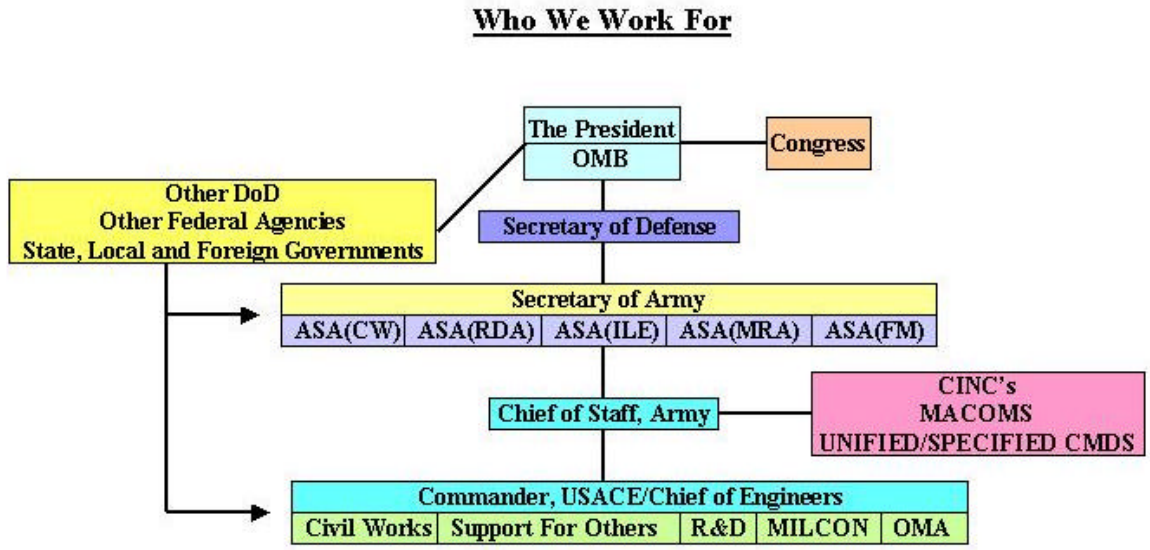 Who We Work For
The President
OMB
Congress
Other DoD
Other Federal Agencies
State, Local and Foreign Governments
Secretary of Defense
Secretary of Army
ASA(CW) ASA(RDA) ASA(ILE) ASA(MRA) ASA(FM)
Chief of Staff, Army
CINC's
MACOMS
UNIFIED/SPECIFIED CMDS
Commander, USACE/Chief of Engineers
Civil Works Support For Others R&D MILCON OMA